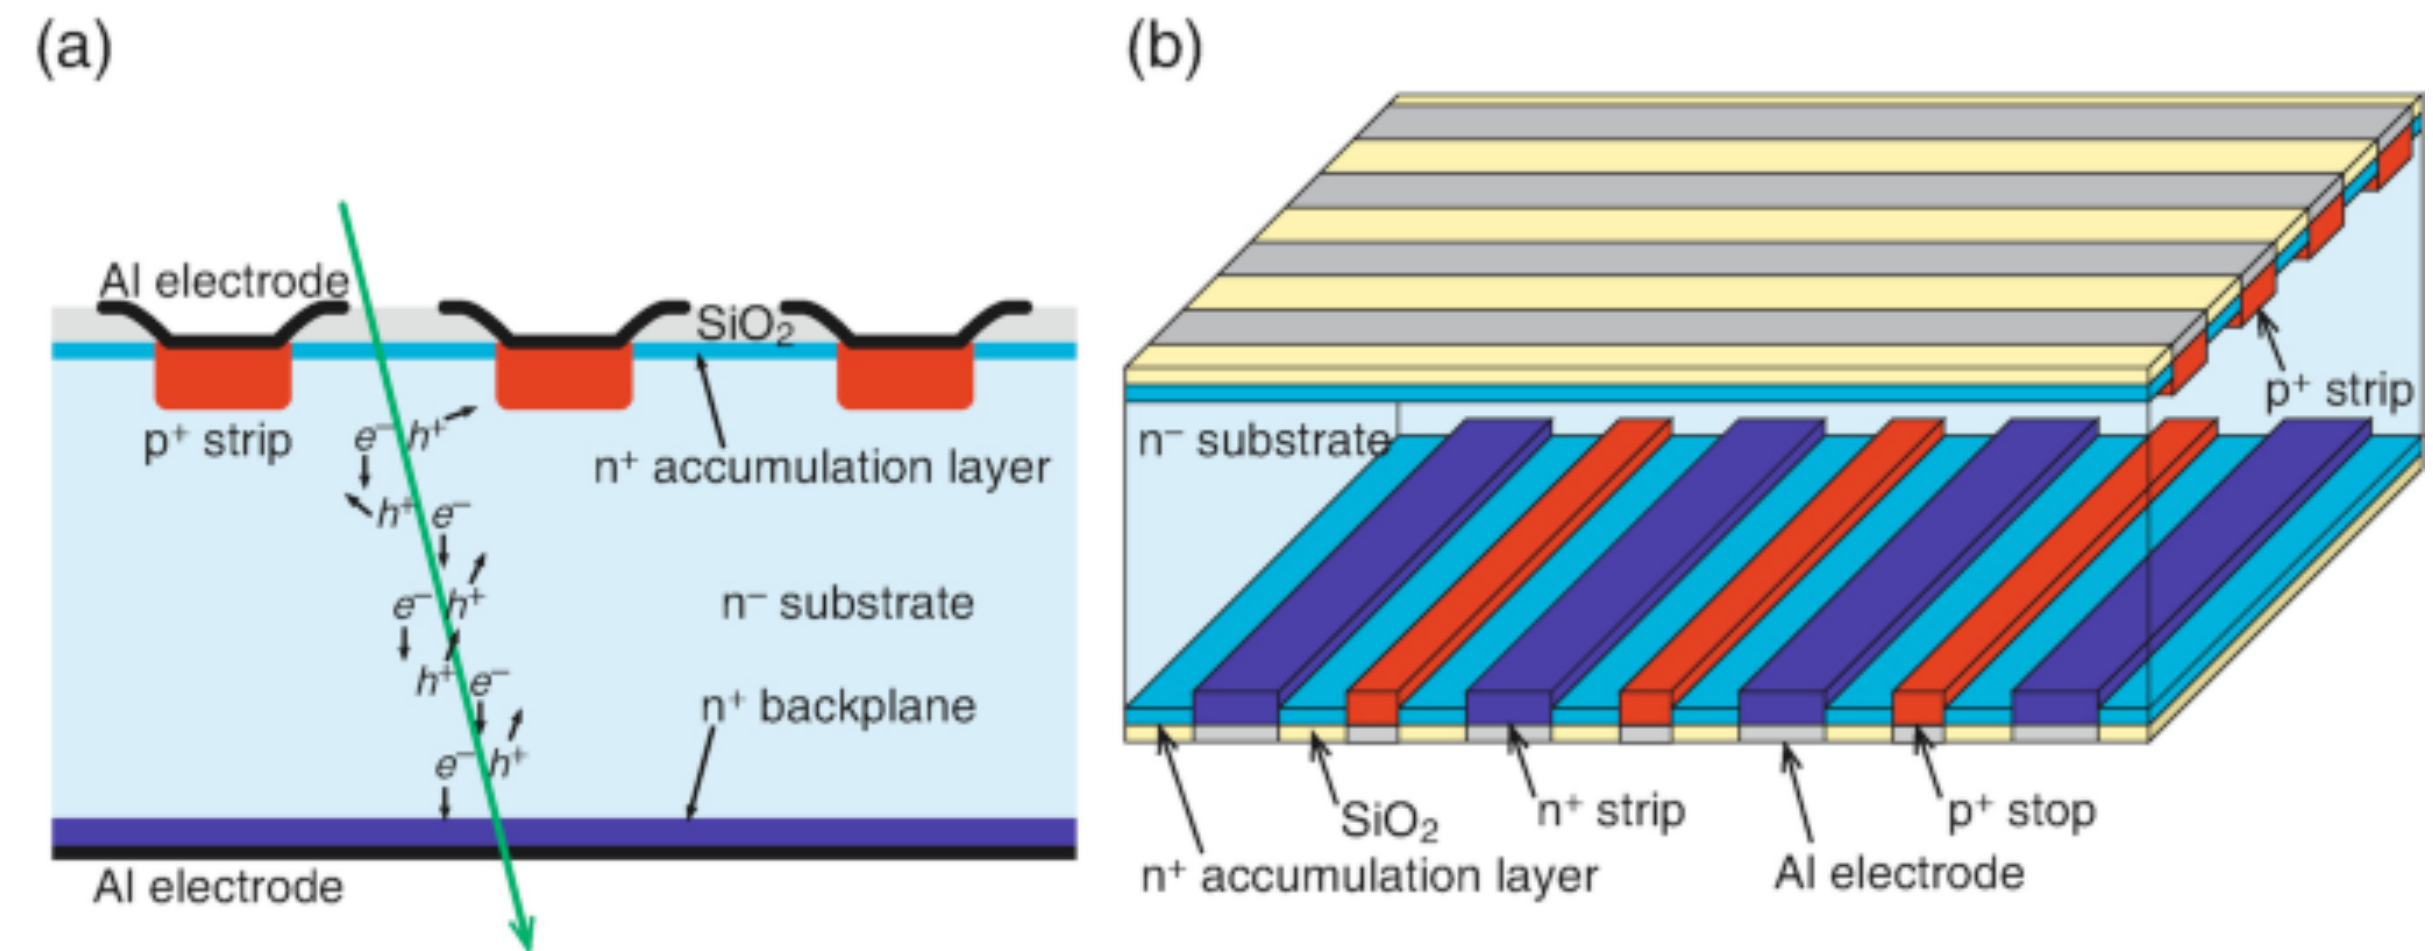 (a)
Al electrode
SiO₂
p⁺ strip
n⁺ accumulation layer
e⁻ h⁺
h⁺ e⁻
e⁻ h⁺
n⁻ substrate
h⁺ e⁻
n⁺ backplane
e⁻ h⁺
Al electrode
(b)
p⁺ strip
n⁻ substrate
SiO₂
n⁺ strip
p⁺ stop
n⁺ accumulation layer
Al electrode